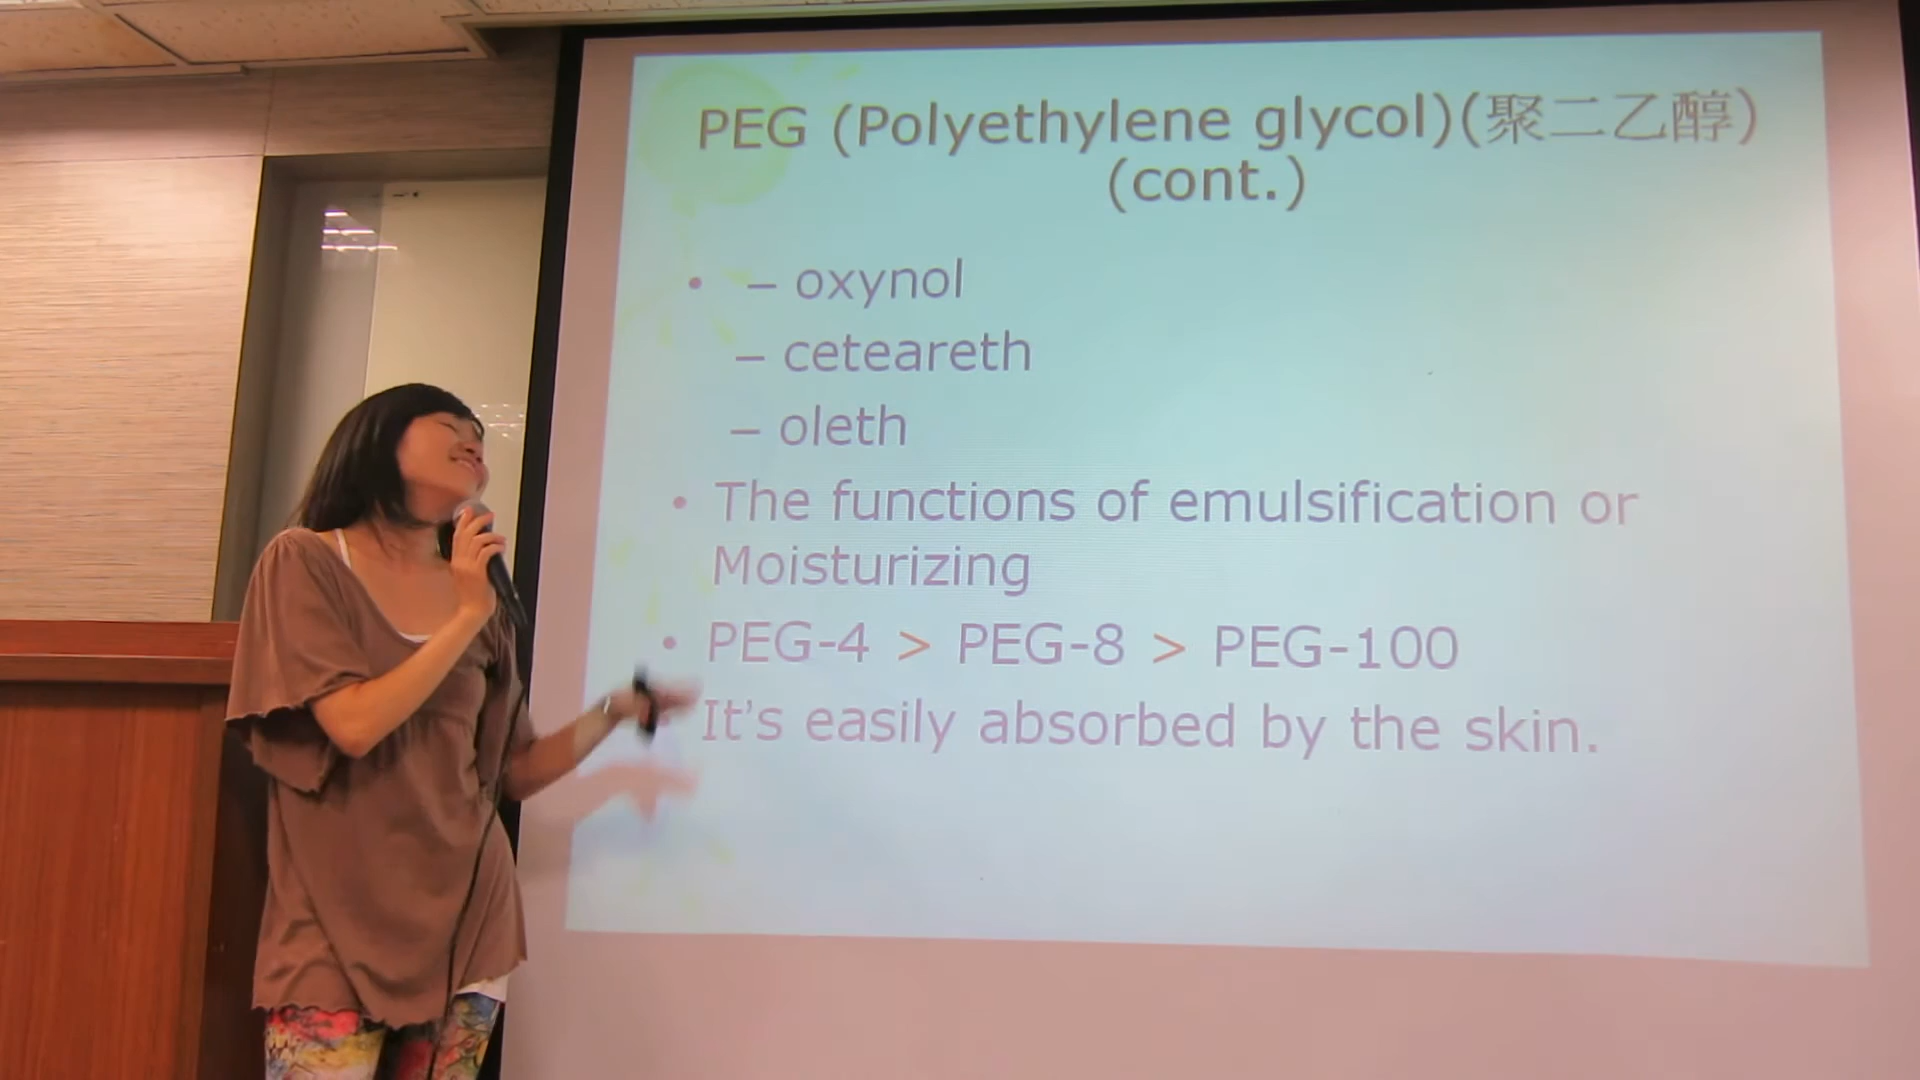 PEG (Polyethylene glycol)(聚二乙醇)
(cont.)
• – oxynol
– ceteareth
– oleth
• The functions of emulsification or
Moisturizing
• PEG-4 > PEG-8 > PEG-100
• It's easily absorbed by the skin.